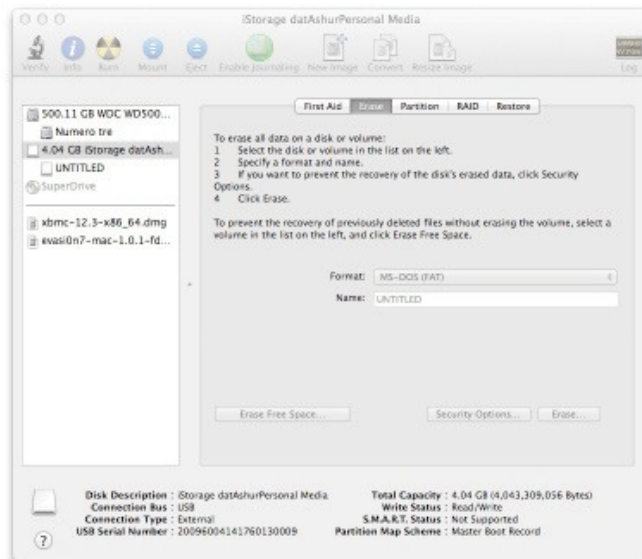 iStorage datAshurPersonal Media
Verify Info Burn Mount Eject Enable Journaling New Image Convert Resize Image Log
500.11 GB WDC WD500...
Numero tre
4.04 GB iStorage datAsh...
UNTITLED
SuperDrive
xbmc-12.3-x86_64.dmg
evasi0n7-mac-1.0.1-fd...
First Aid Erase Partition RAID Restore
To erase all data on a disk or volume:
1 Select the disk or volume in the list on the left.
2 Specify a format and name.
3 If you want to prevent the recovery of the disk's erased data, click Security
Options.
4 Click Erase.
To prevent the recovery of previously deleted files without erasing the volume, select a
volume in the list on the left, and click Erase Free Space.
Format: MS-DOS (FAT)
Name: UNTITLED
Erase Free Space... Security Options... Erase...
Disk Description : iStorage datAshurPersonal Media
Connection Bus : USB
Connection Type : External
USB Serial Number : 20096004141760130009
Total Capacity : 4.04 GB (4,043,309,056 Bytes)
Write Status : Read/Write
S.M.A.R.T. Status : Not Supported
Partition Map Scheme : Master Boot Record
?